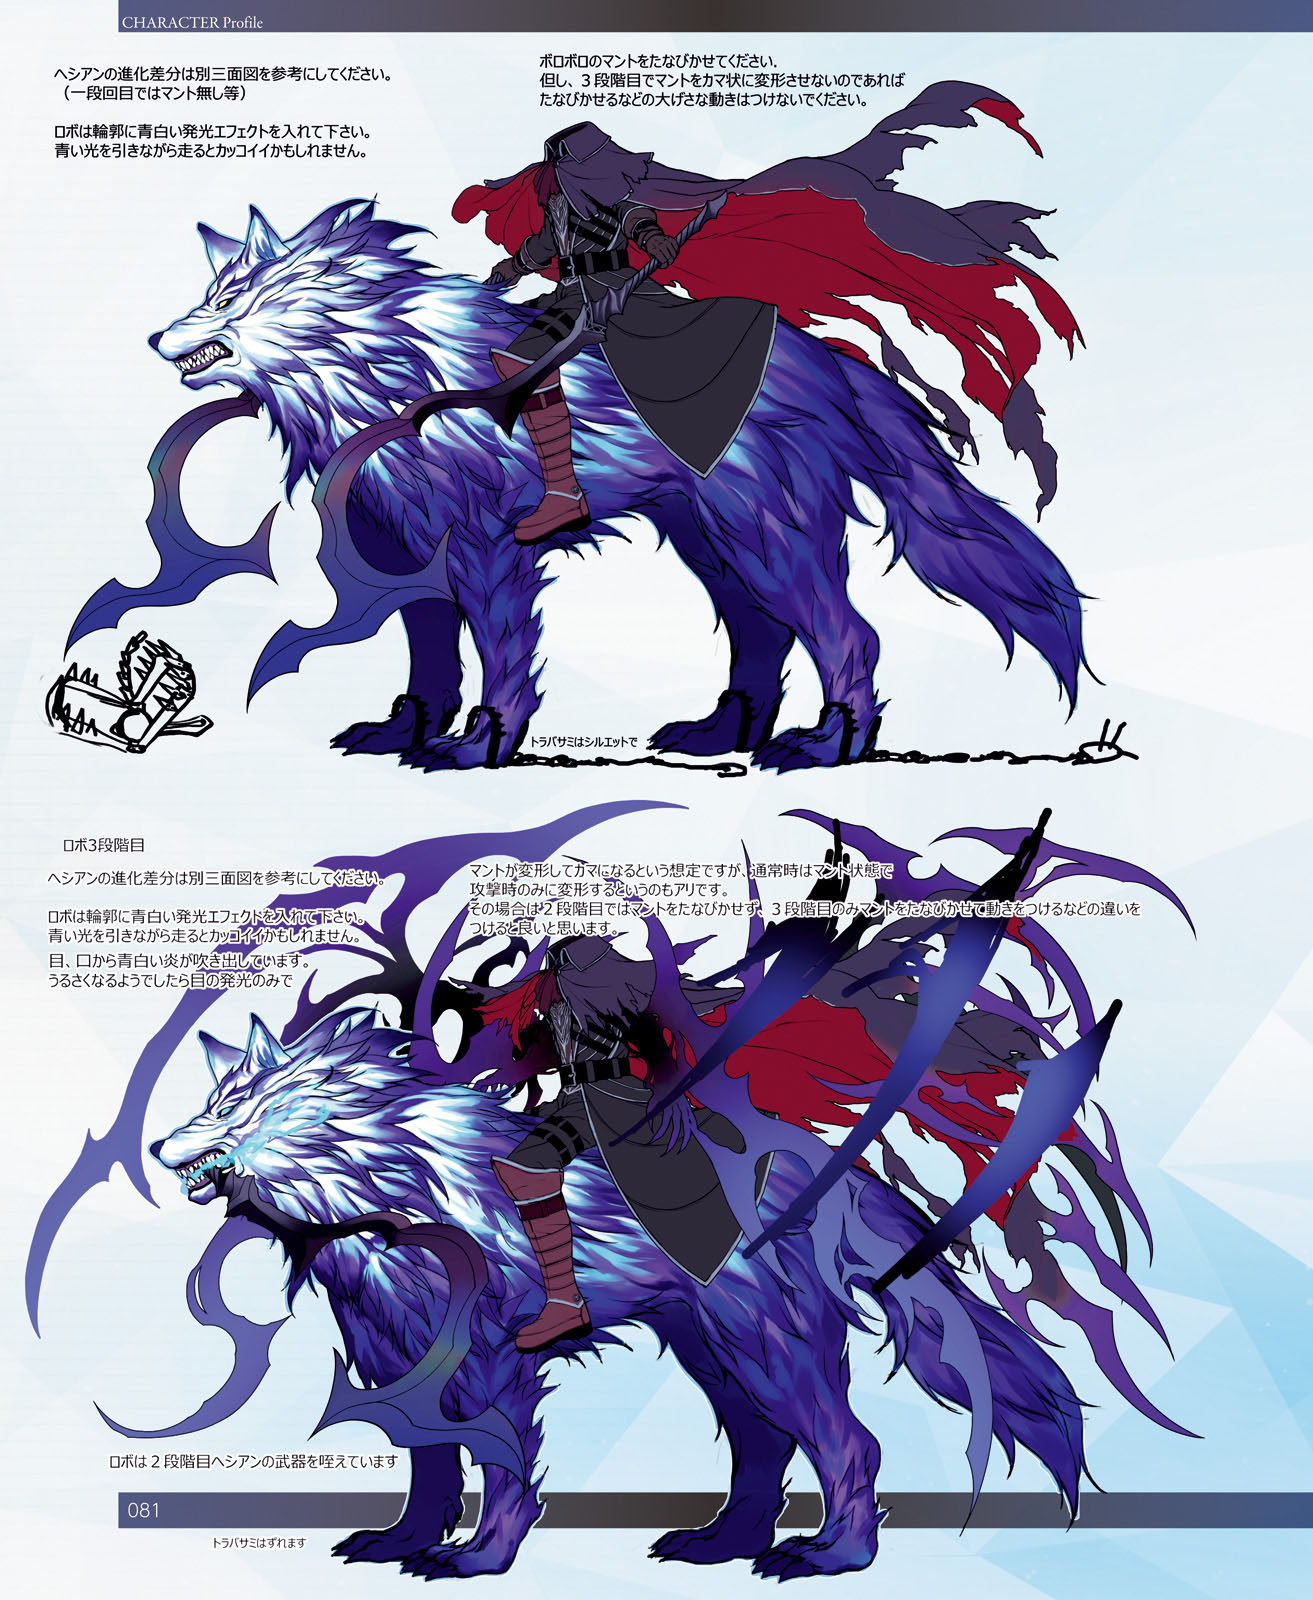 CHARACTER Profile
ヘシアンの進化差分は別三面図を参考にしてください。
（一段回目ではマント無し等）
ロボは輪郭に青白い発光エフェクトを入れて下さい。
青い光を引きながら走るとカッコイイかもしれません。
ボロボロのマントをたなびかせてください.
但し、３段階目でマントをカマ状に変形させないのであれば
たなびかせるなどの大げさな動きはつけないでください。
トラバサミはシルエットで
ロボ3段階目
ヘシアンの進化差分は別三面図を参考にしてください。
ロボは輪郭に青白い発光エフェクトを入れて下さい。
青い光を引きながら走るとカッコイイかもしれません。
目、口から青白い炎が吹き出しています。
うるさくなるようでしたら目の発光のみで
マントが変形してカマになるという想定ですが、通常時はマント状態で
攻撃時のみに変形するというのもアリです。
その場合は２段階目ではマントをたなびかせず、３段階目のみマントをたなびかせて動きをつけるなどの違いを
つけると良いと思います。
ロボは２段階目ヘシアンの武器を咥えています
081
トラバサミはずれます